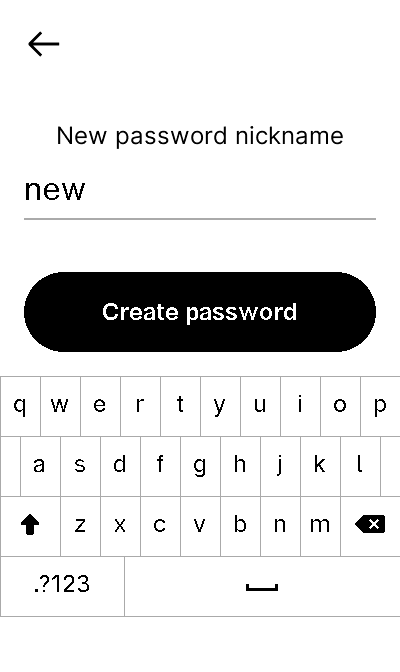 New password nickname
new
Create password
q w e r t y u i o p
a s d f g h j k l
z x c v b n m
.?123